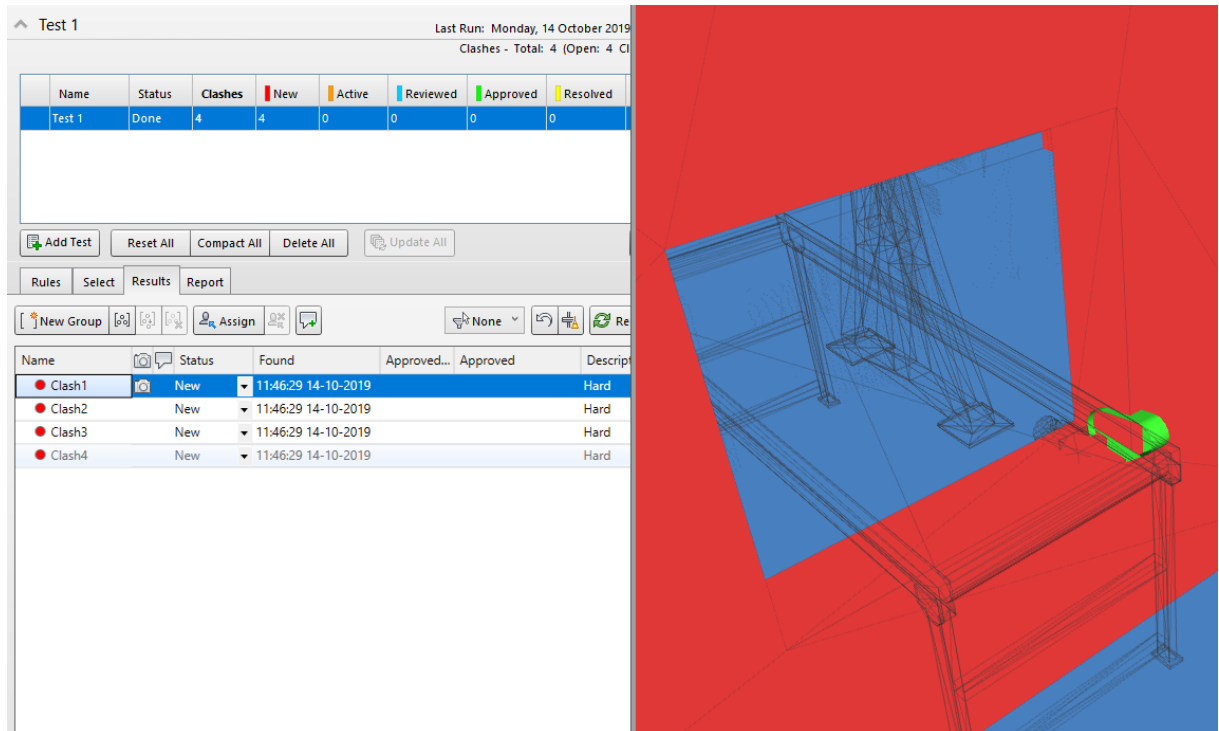 Test 1
Last Run: Monday, 14 October 2019
Clashes - Total: 4 (Open: 4 Cl
Name Status Clashes New Active Reviewed Approved Resolved
Test 1 Done 4 4 0 0 0 0
Add Test Reset All Compact All Delete All Update All
Rules Select Results Report
New Group Assign None Re
Name Status Found Approved... Approved Descript
Clash1 New 11:46:29 14-10-2019 Hard
Clash2 New 11:46:29 14-10-2019 Hard
Clash3 New 11:46:29 14-10-2019 Hard
Clash4 New 11:46:29 14-10-2019 Hard